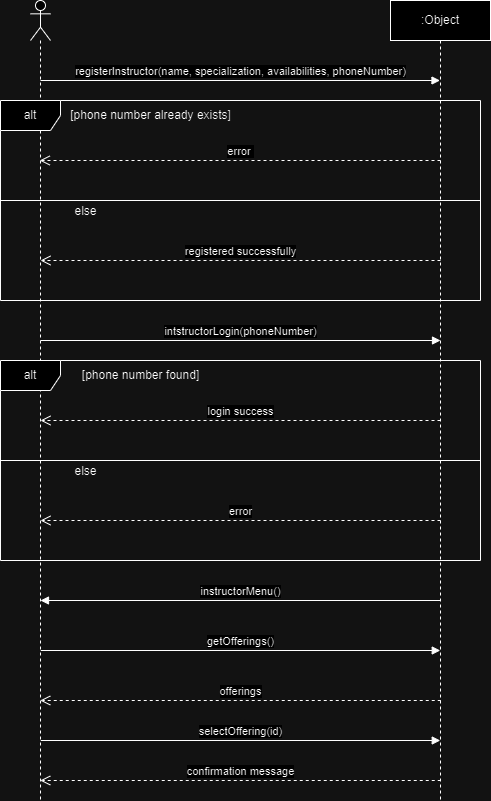 :Object
registerInstructor(name, specialization, availabilities, phoneNumber)
alt [phone number already exists]
error
else
registered successfully
intstructorLogin(phoneNumber)
alt [phone number found]
login success
else
error
instructorMenu()
getOfferings()
offerings
selectOffering(id)
confirmation message